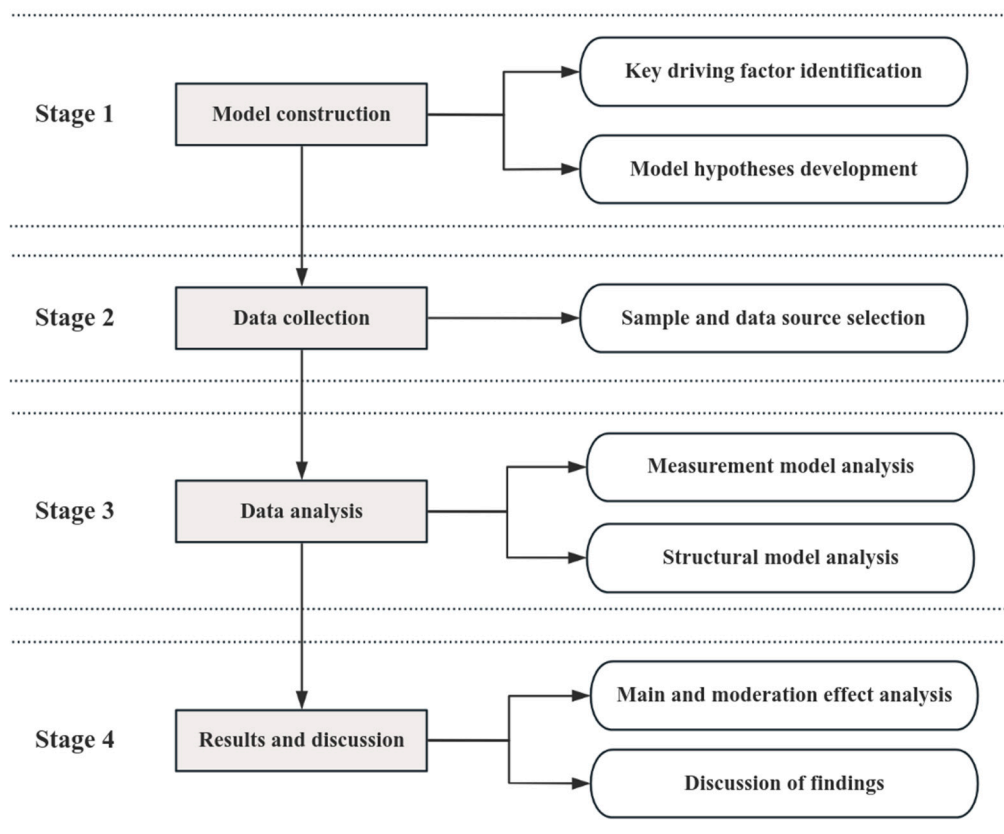 Stage 1
Model construction
Key driving factor identification
Model hypotheses development
Stage 2
Data collection
Sample and data source selection
Stage 3
Data analysis
Measurement model analysis
Structural model analysis
Stage 4
Results and discussion
Main and moderation effect analysis
Discussion of findings